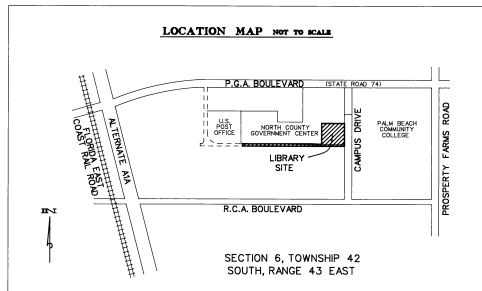 LOCATION MAP NOT TO SCALE
P.G.A. BOULEVARD
(STATE ROAD 74)
U.S.
POST
OFFICE
NORTH COUNTY
GOVERNMENT CENTER
LIBRARY
SITE
CAMPUS DRIVE
PALM BEACH
COMMUNITY
COLLEGE
PROSPERITY FARMS ROAD
ALTERNATE A1A
FLORIDA EAST
COAST RAIL ROAD
R.C.A. BOULEVARD
N
SECTION 6, TOWNSHIP 42
SOUTH, RANGE 43 EAST